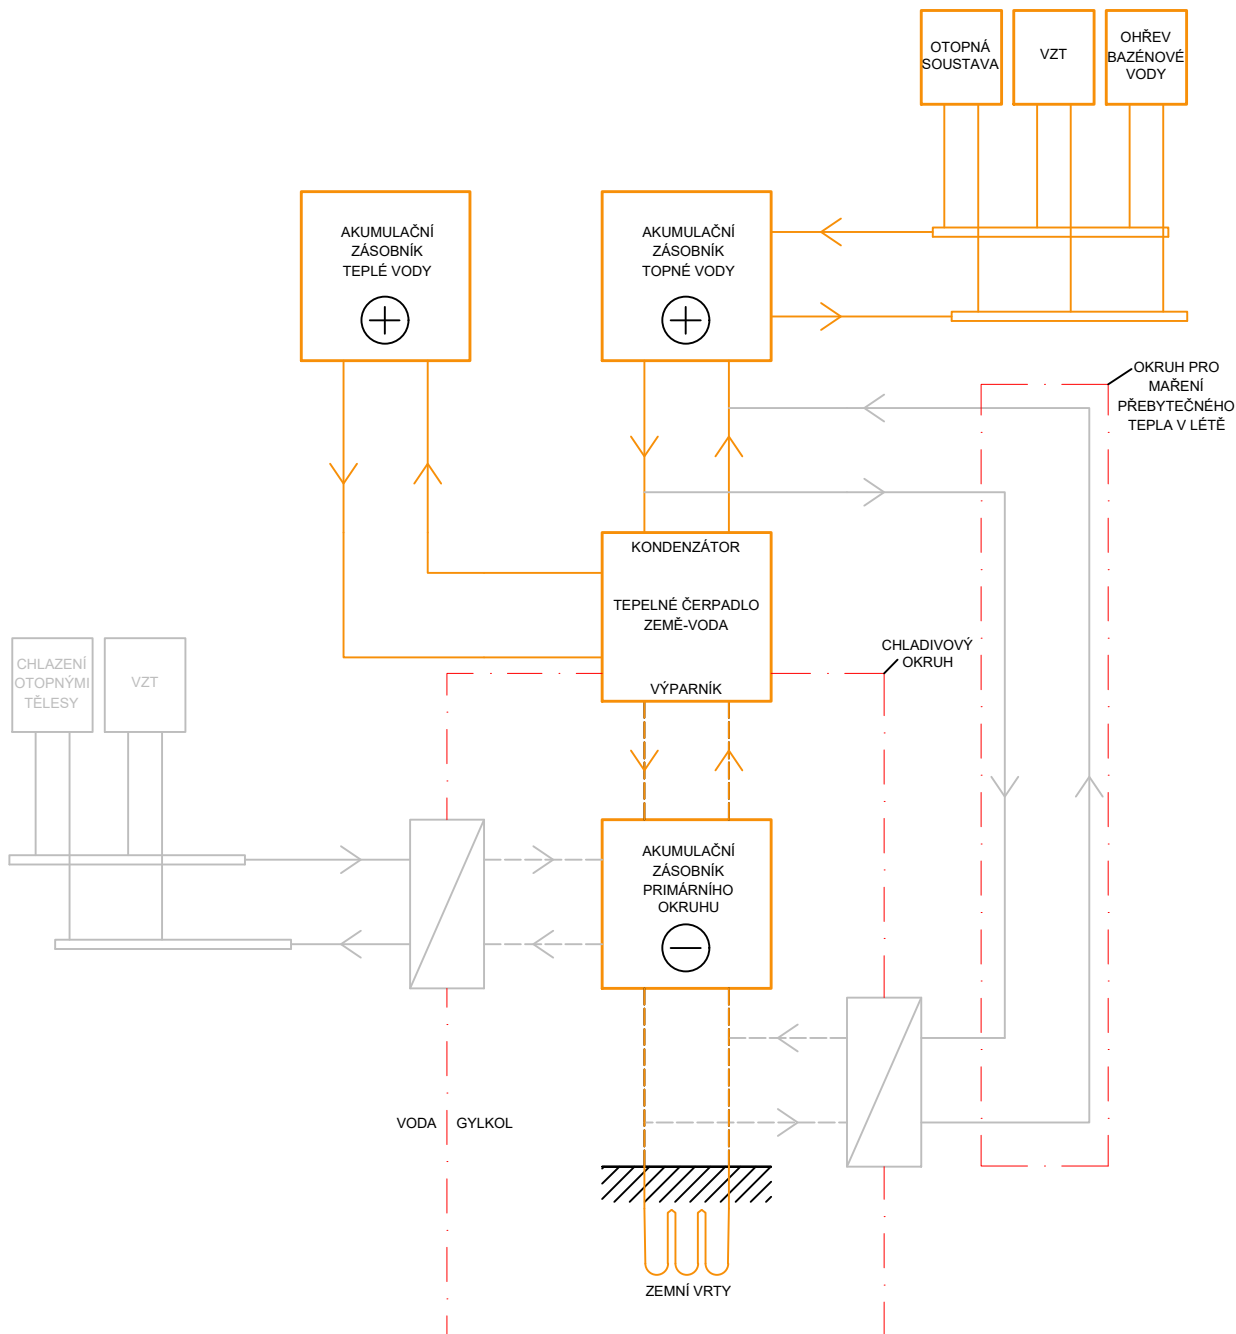 OTOPNÁ
SOUSTAVA
VZT
OHŘEV
BAZÉNOVÉ
VODY
AKUMULAČNÍ
ZÁSOBNÍK
TEPLÉ VODY
AKUMULAČNÍ
ZÁSOBNÍK
TOPNÉ VODY
OKRUH PRO
MAŘENÍ
PŘEBYTEČNÉHO
TEPLA V LÉTĚ
KONDENZÁTOR
TEPELNÉ ČERPADLO
ZEMĚ-VODA
VÝPARNÍK
CHLADIVOVÝ
OKRUH
CHLAZENÍ
OTOPNÝMI
TĚLESY
VZT
AKUMULAČNÍ
ZÁSOBNÍK
PRIMÁRNÍHO
OKRUHU
VODA
GYLKOL
ZEMNÍ VRTY